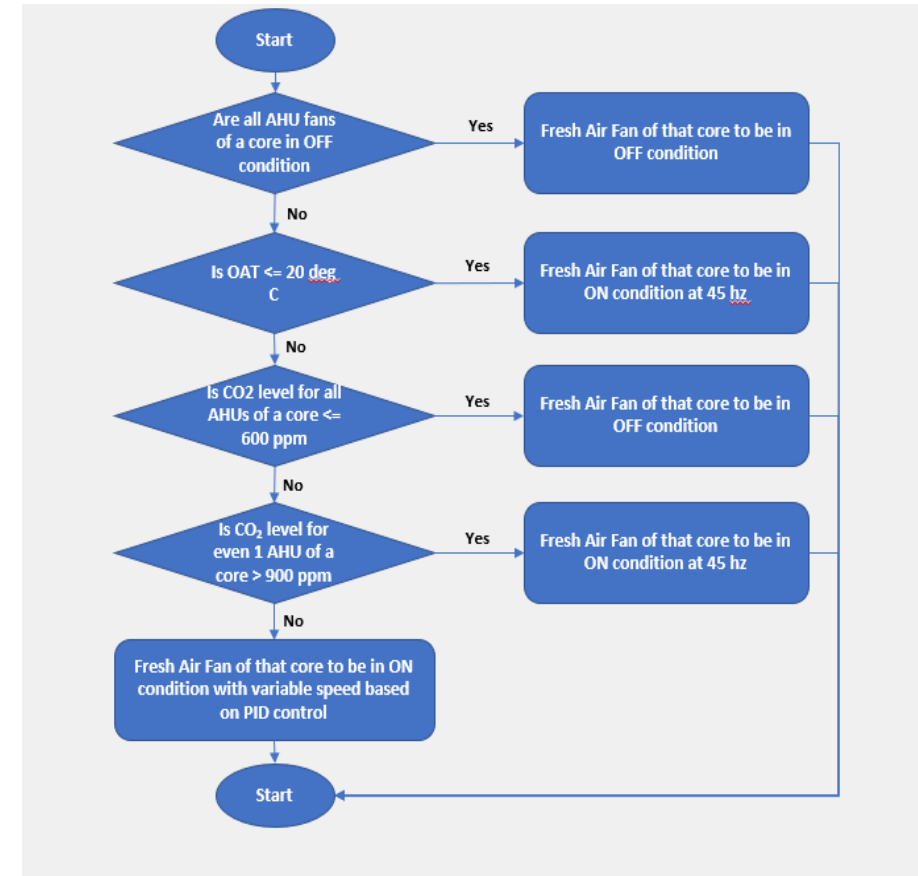 Start
Are all AHU fans
of a core in OFF
condition
Yes
Fresh Air Fan of that core to be in
OFF condition
No
Is OAT <= 20 deg
C
Yes
Fresh Air Fan of that core to be in
ON condition at 45 hz
No
Is CO2 level for all
AHUs of a core <=
600 ppm
Yes
Fresh Air Fan of that core to be in
OFF condition
No
Is CO₂ level for
even 1 AHU of a
core > 900 ppm
Yes
Fresh Air Fan of that core to be in
ON condition at 45 hz
No
Fresh Air Fan of that core to be in ON
condition with variable speed based
on PID control
Start